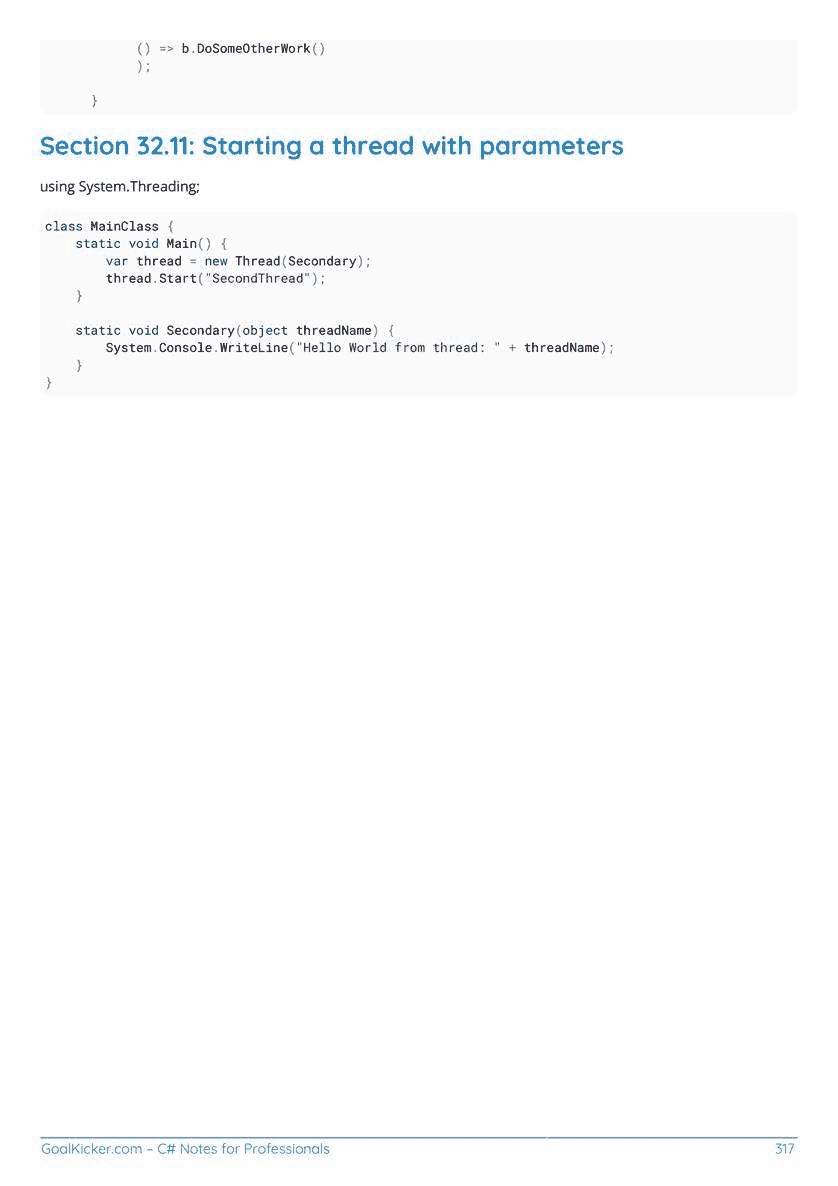 () => b.DoSomeOtherWork()
);
}
Section 32.11: Starting a thread with parameters
using System.Threading;
class MainClass {
static void Main() {
var thread = new Thread(Secondary);
thread.Start("SecondThread");
}
static void Secondary(object threadName) {
System.Console.WriteLine("Hello World from thread: " + threadName);
}
}
GoalKicker.com – C# Notes for Professionals 317